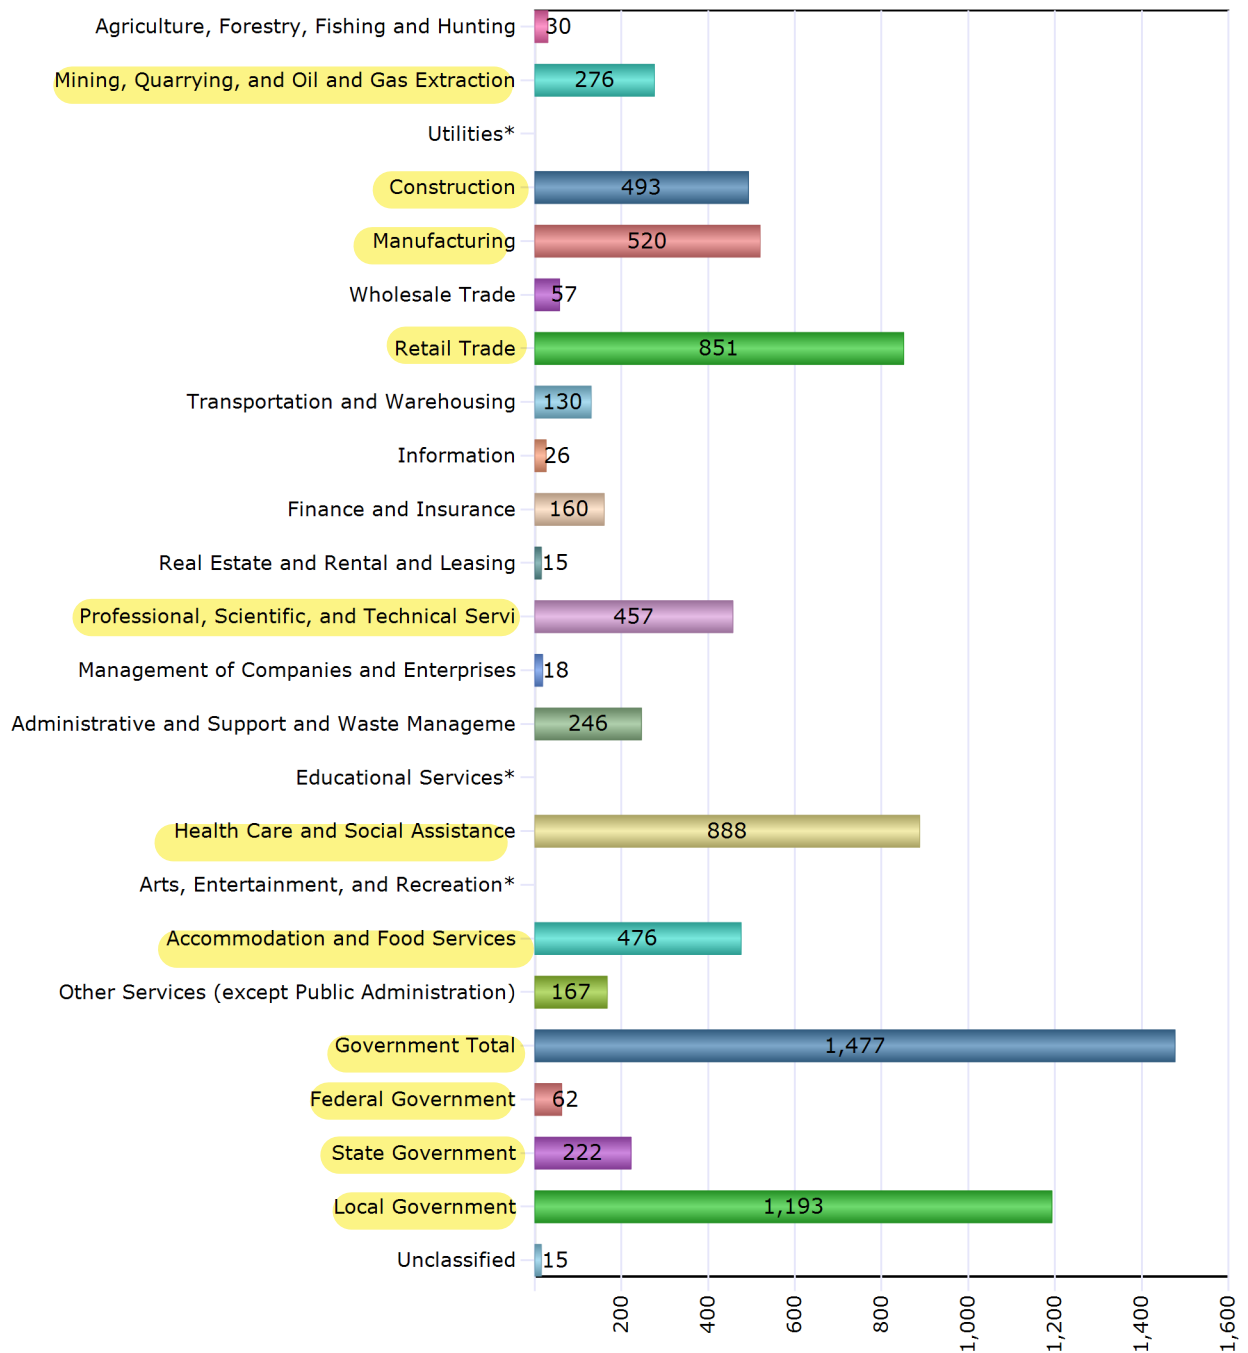 Agriculture, Forestry, Fishing and Hunting 30
Mining, Quarrying, and Oil and Gas Extraction 276
Utilities*
Construction 493
Manufacturing 520
Wholesale Trade 57
Retail Trade 851
Transportation and Warehousing 130
Information 26
Finance and Insurance 160
Real Estate and Rental and Leasing 15
Professional, Scientific, and Technical Servi 457
Management of Companies and Enterprises 18
Administrative and Support and Waste Manageme 246
Educational Services*
Health Care and Social Assistance 888
Arts, Entertainment, and Recreation*
Accommodation and Food Services 476
Other Services (except Public Administration) 167
Government Total 1,477
Federal Government 62
State Government 222
Local Government 1,193
Unclassified 15
200 400 600 800 1,000 1,200 1,400 1,600